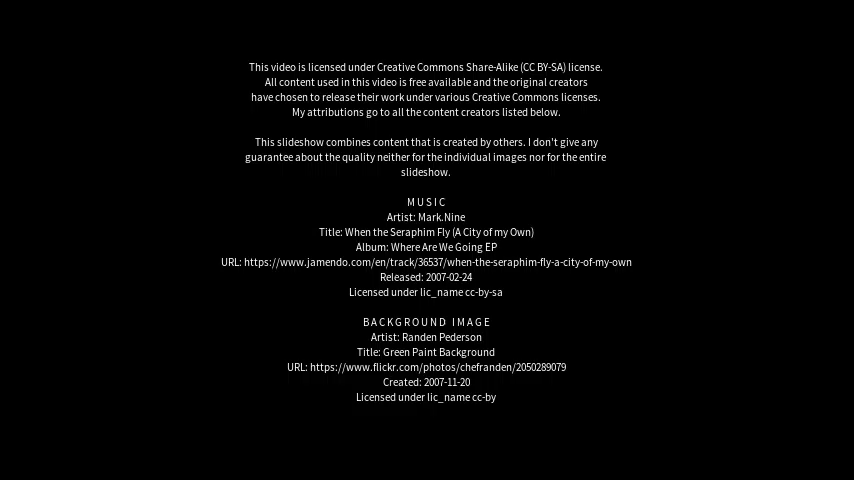 This video is licensed under Creative Commons Share-Alike (CC BY-SA) license.
All content used in this video is free available and the original creators
have chosen to release their work under various Creative Commons licenses.
My attributions go to all the content creators listed below.
This slideshow combines content that is created by others. I don't give any
guarantee about the quality neither for the individual images nor for the entire
slideshow.
M U S I C
Artist: Mark.Nine
Title: When the Seraphim Fly (A City of my Own)
Album: Where Are We Going EP
URL: https://www.jamendo.com/en/track/36537/when-the-seraphim-fly-a-city-of-my-own
Released: 2007-02-24
Licensed under lic_name cc-by-sa
B A C K G R O U N D   I M A G E
Artist: Randen Pederson
Title: Green Paint Background
URL: https://www.flickr.com/photos/chefranden/2050289079
Created: 2007-11-20
Licensed under lic_name cc-by